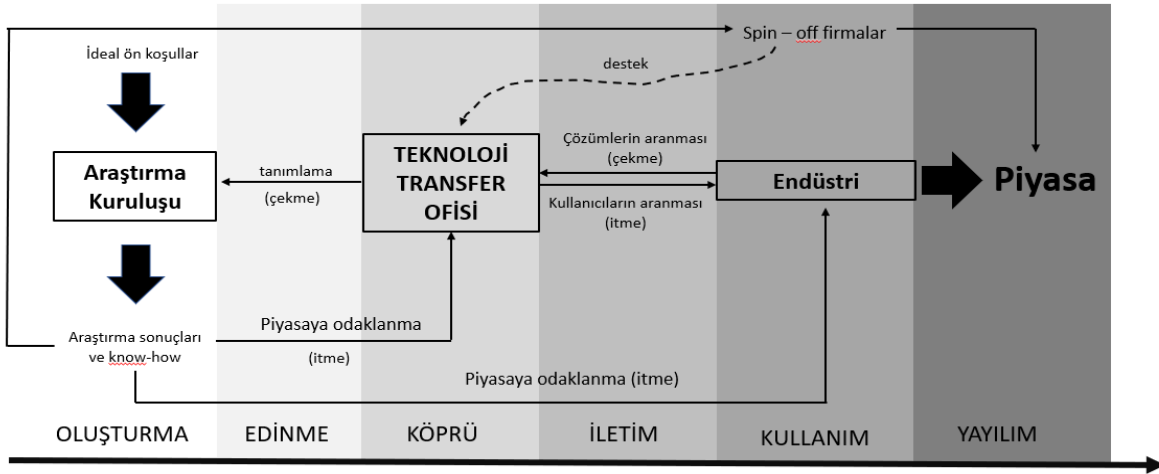 Spin – off firmalar
İdeal ön koşullar
destek
Araştırma
Kuruluşu
tanımlama
(çekme)
TEKNOLOJİ
TRANSFER
OFİSİ
Çözümlerin aranması
(çekme)
Kullanıcıların aranması
(itme)
Endüstri
Piyasa
Araştırma sonuçları
ve know-how
Piyasaya odaklanma
(itme)
Piyasaya odaklanma (itme)
OLUŞTURMA
EDİNME
KÖPRÜ
İLETİM
KULLANIM
YAYILIM